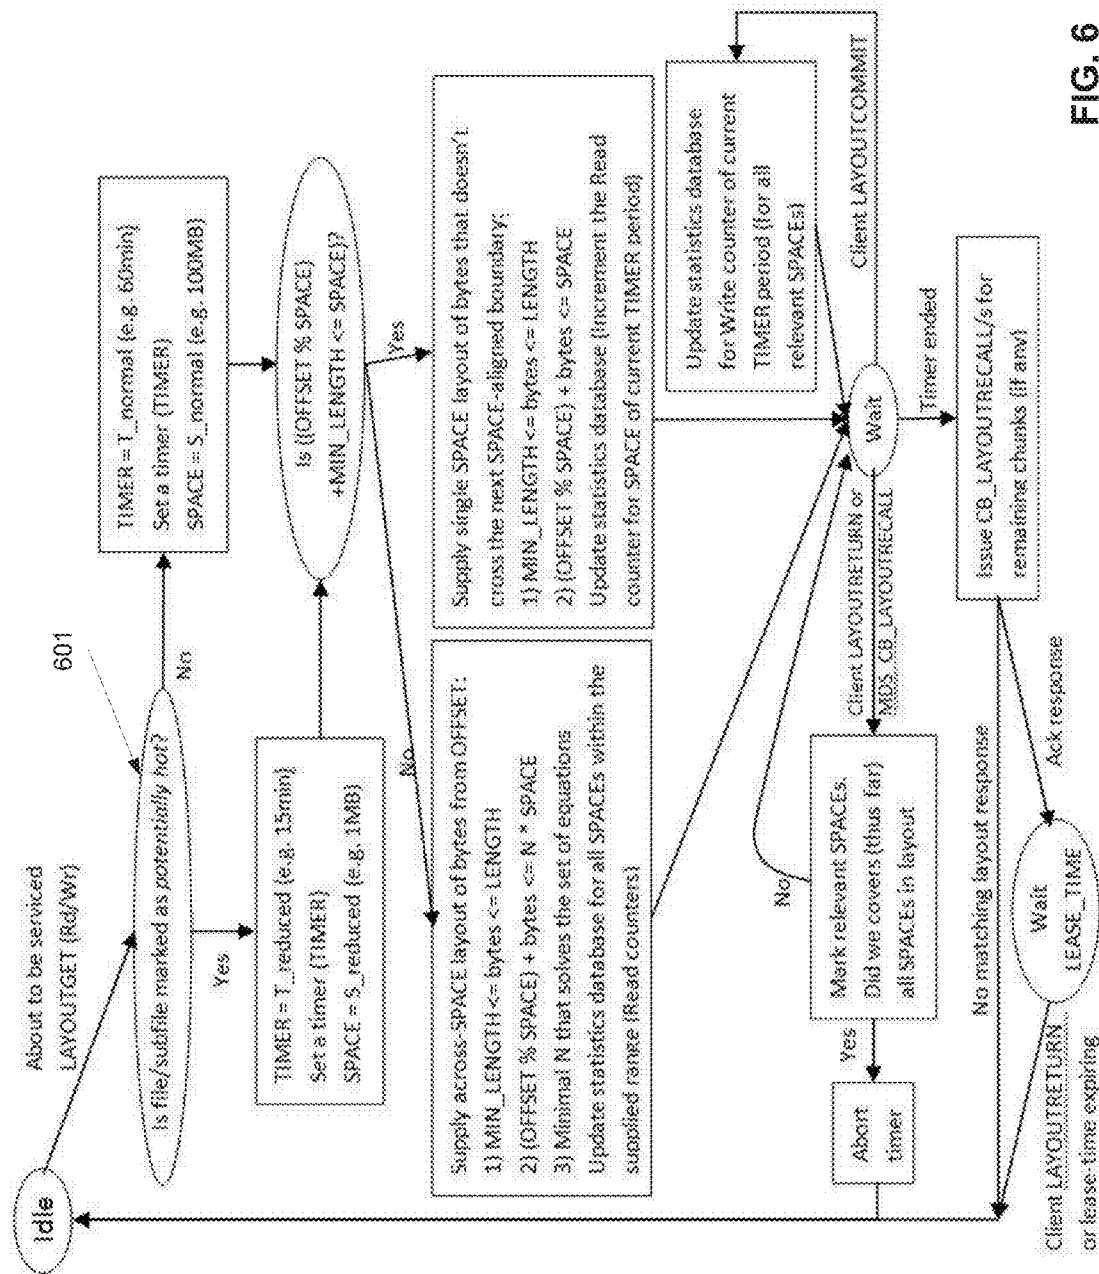 Idle
About to be serviced
LAYOUTGET (Rd/Wr)
601
Is file/subfile marked as potentially hot?
No
Yes
TIMER = T_normal (e.g. 60min)
Set a timer (TIMER)
SPACE = S_normal (e.g. 100MB)
TIMER = T_reduced (e.g. 15min)
Set a timer (TIMER)
SPACE = S_reduced (e.g. 1MB)
Is ((OFFSET % SPACE)
+MIN_LENGTH <= SPACE)?
No
Yes
Supply across-SPACE layout of bytes from OFFSET:
1) MIN_LENGTH <= bytes <= LENGTH
2) (OFFSET % SPACE) + bytes <= N * SPACE
3) Minimal N that solves the set of equations
Update statistics database for all SPACEs within the
supplied range (Read counters)
Supply single SPACE layout of bytes that doesn't
cross the next SPACE-aligned boundary:
1) MIN_LENGTH <= bytes <= LENGTH
2) (OFFSET % SPACE) + bytes <= SPACE
Update statistics database (Increment the Read
counter for SPACE of current TIMER period)
Update statistics database
for Write counter of current
TIMER period (for all
relevant SPACEs)
Client LAYOUTCOMMIT
Wait
Client LAYOUTRETURN or
MDS_CB_LAYOUTRECALL
Timer ended
No
Mark relevant SPACEs.
Did we covers (thus far)
all SPACEs in layout
Yes
Abort
timer
Issue CB_LAYOUTRECALL/s for
remaining chunks (if any)
No matching layout response
Ack response
Wait
LEASE_TIME
Client LAYOUTRETURN
or lease-time expiring
FIG. 6